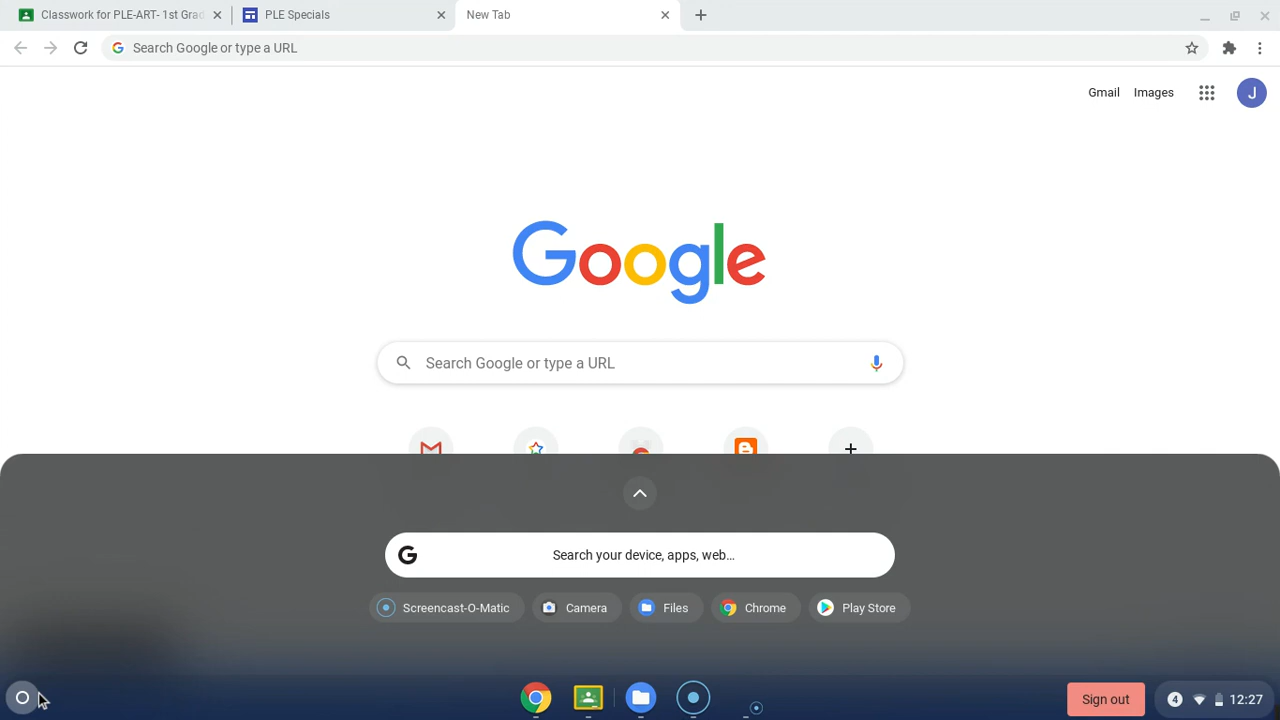 Classwork for PLE-ART- 1st Grad
PLE Specials
New Tab
Search Google or type a URL
Gmail
Images
J
Google
Search Google or type a URL
Search your device, apps, web...
Screencast-O-Matic
Camera
Files
Chrome
Play Store
Sign out
4
12:27